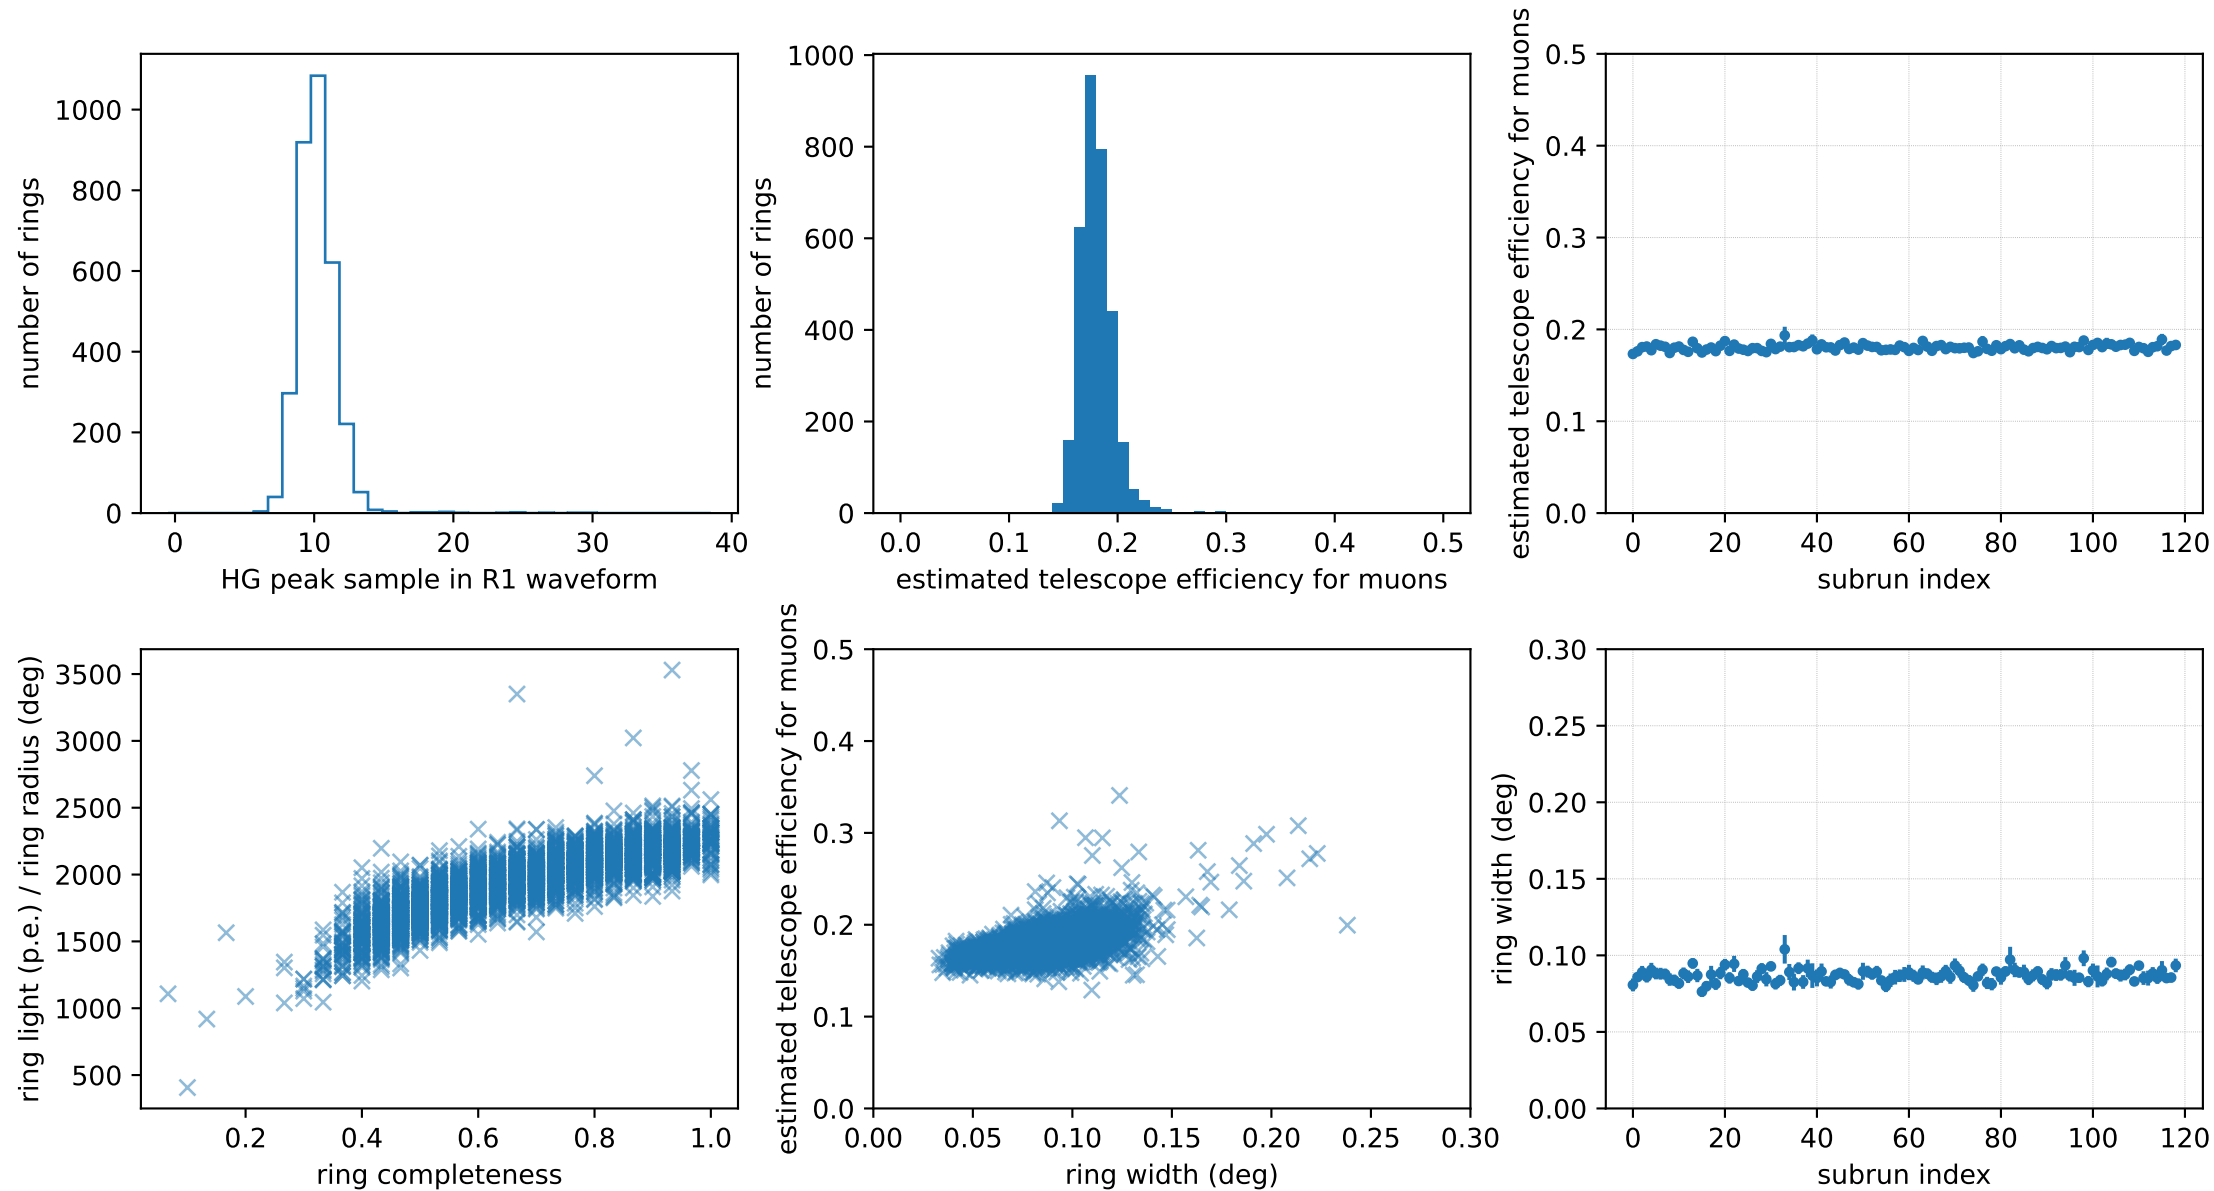 1000
800
600
400
200
0
number of rings
0 10 20 30 40
HG peak sample in R1 waveform
1000
800
600
400
200
0
number of rings
0.0 0.1 0.2 0.3 0.4 0.5
estimated telescope efficiency for muons
0.5
0.4
0.3
0.2
0.1
0.0
estimated telescope efficiency for muons
0 20 40 60 80 100 120
subrun index
3500
3000
2500
2000
1500
1000
500
ring light (p.e.) / ring radius (deg)
0.2 0.4 0.6 0.8 1.0
ring completeness
0.5
0.4
0.3
0.2
0.1
0.0
estimated telescope efficiency for muons
0.00 0.05 0.10 0.15 0.20 0.25 0.30
ring width (deg)
0.30
0.25
0.20
0.15
0.10
0.05
0.00
ring width (deg)
0 20 40 60 80 100 120
subrun index